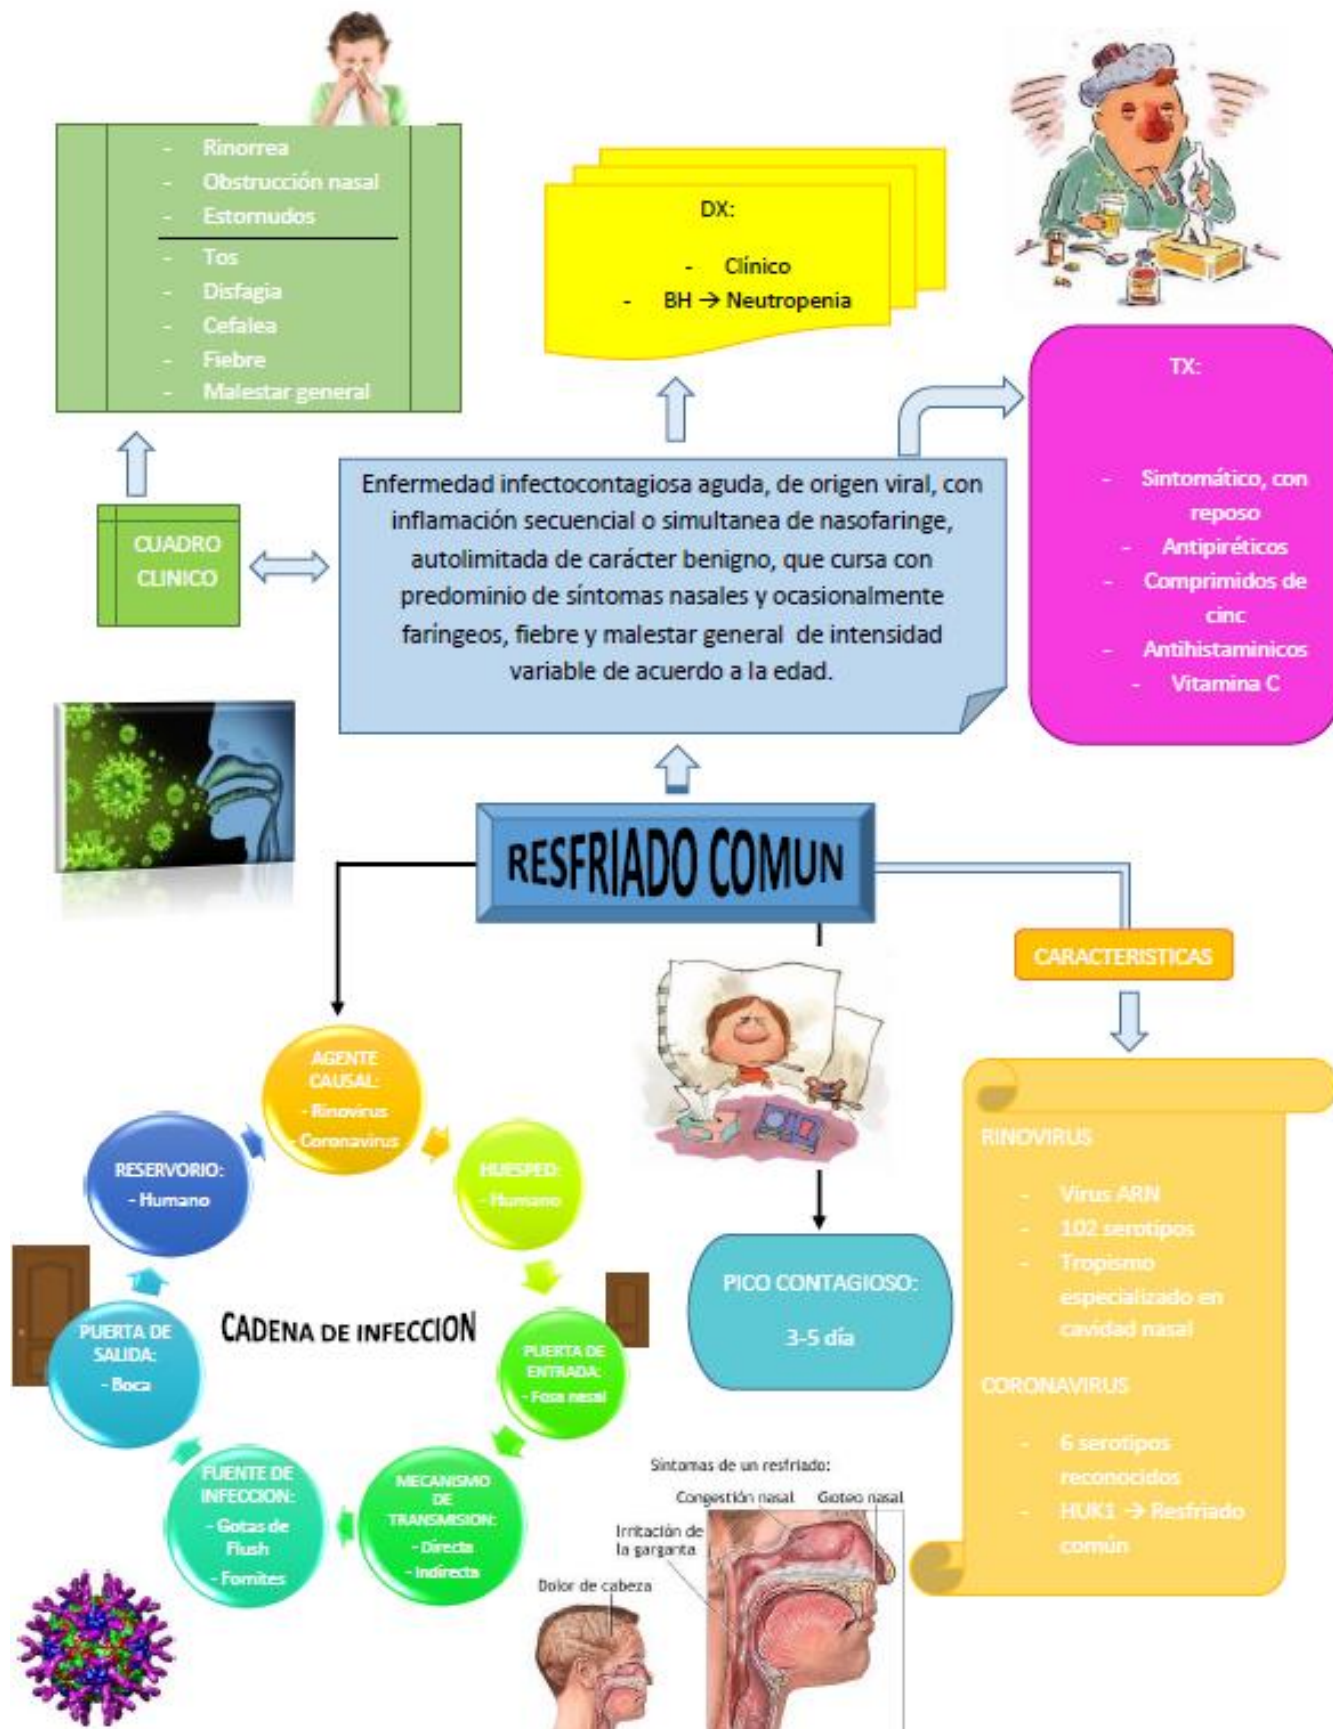 - Rinorrea
- Obstrucción nasal
- Estornudos
- Tos
- Disfagia
- Cefalea
- Fiebre
- Malestar general
DX:
- Clínico
- BH → Neutropenia
TX:
- Sintomático, con
reposo
- Antipiréticos
- Comprimidos de
cinc
- Antihistaminicos
- Vitamina C
CUADRO
CLINICO
Enfermedad infectocontagiosa aguda, de origen viral, con
inflamación secuencial o simultanea de nasofaringe,
autolimitada de carácter benigno, que cursa con
predominio de síntomas nasales y ocasionalmente
faríngeos, fiebre y malestar general de intensidad
variable de acuerdo a la edad.
RESFRIADO COMUN
CARACTERISTICAS
AGENTE
CAUSAL:
- Rinovirus
- Coronavirus
HUESPED:
- Humano
PUERTA DE
ENTRADA:
- Fosa nasal
MECANISMO
DE
TRANSMISION:
- Directa
- Indirecta
FUENTE DE
INFECCION:
- Gotas de
Flush
- Fomites
PUERTA DE
SALIDA:
- Boca
RESERVORIO:
- Humano
CADENA DE INFECCION
PICO CONTAGIOSO:
3-5 día
RINOVIRUS
- Virus ARN
- 102 serotipos
- Tropismo
especializado en
cavidad nasal
CORONAVIRUS
- 6 serotipos
reconocidos
- HUK1 → Resfriado
común
Síntomas de un resfriado:
Congestión nasal
Goteo nasal
Irritación de
la garganta
Dolor de cabeza